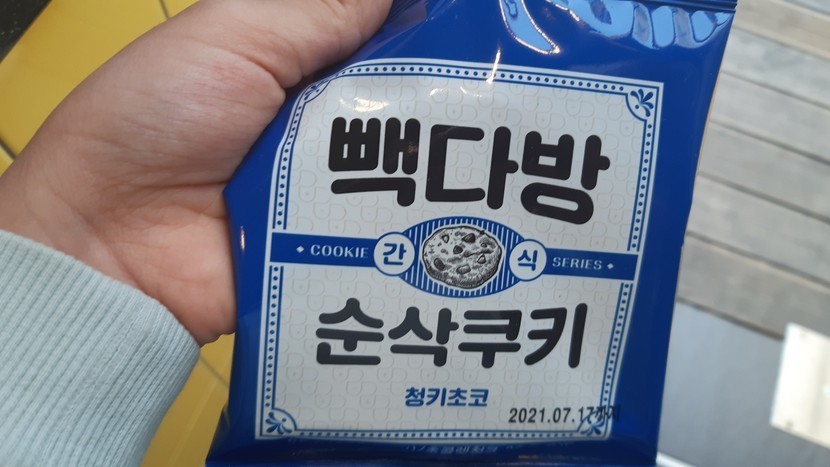 빽다방
COOKIE 간식 SERIES
순삭쿠키
청키초코
2021.07.17까지